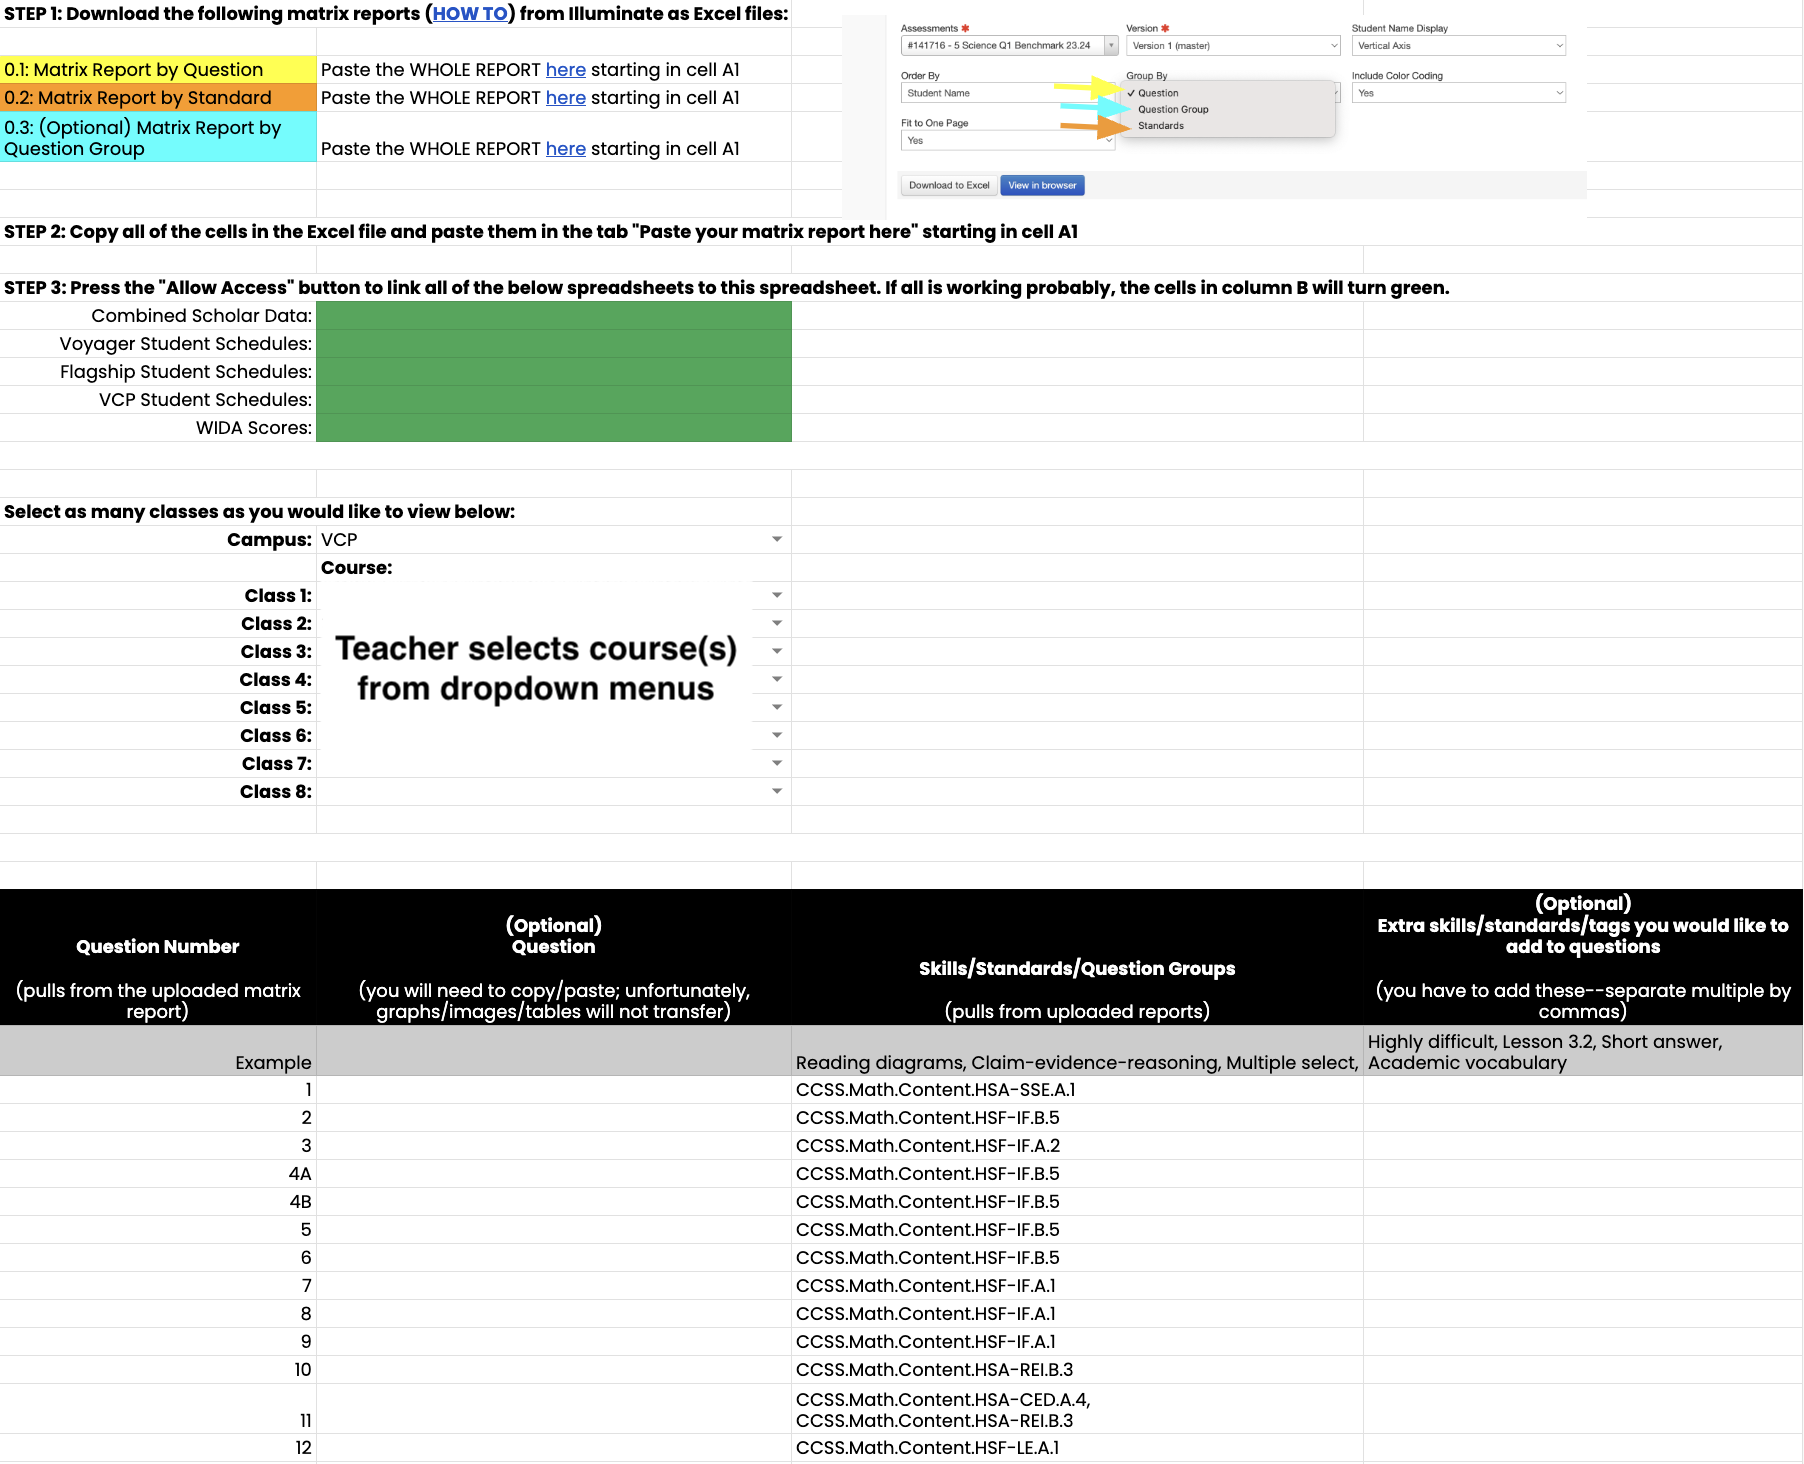 STEP 1: Download the following matrix reports (HOW TO) from Illuminate as Excel files:
Assessments *
Version *
Student Name Display
#141716 - 5 Science Q1 Benchmark 23.24
Version 1 (master)
Vertical Axis
0.1: Matrix Report by Question
Paste the WHOLE REPORT here starting in cell A1
Order By
Group By
Include Color Coding
Student Name
✓ Question
Yes
0.2: Matrix Report by Standard
Paste the WHOLE REPORT here starting in cell A1
Question Group
Standards
0.3: (Optional) Matrix Report by
Question Group
Paste the WHOLE REPORT here starting in cell A1
Fit to One Page
Yes
Download to Excel
View in browser
STEP 2: Copy all of the cells in the Excel file and paste them in the tab "Paste your matrix report here" starting in cell A1
STEP 3: Press the "Allow Access" button to link all of the below spreadsheets to this spreadsheet. If all is working probably, the cells in column B will turn green.
Combined Scholar Data:
Voyager Student Schedules:
Flagship Student Schedules:
VCP Student Schedules:
WIDA Scores:
Select as many classes as you would like to view below:
Campus: VCP
Course:
Class 1:
Class 2:
Class 3:
Class 4:
Class 5:
Class 6:
Class 7:
Class 8:
Teacher selects course(s)
from dropdown menus
Question Number
(pulls from the uploaded matrix
report)
(Optional)
Question
(you will need to copy/paste; unfortunately,
graphs/images/tables will not transfer)
Skills/Standards/Question Groups
(pulls from uploaded reports)
(Optional)
Extra skills/standards/tags you would like to
add to questions
(you have to add these--separate multiple by
commas)
Example
Reading diagrams, Claim-evidence-reasoning, Multiple select,
Highly difficult, Lesson 3.2, Short answer,
Academic vocabulary
1 CCSS.Math.Content.HSA-SSE.A.1
2 CCSS.Math.Content.HSF-IF.B.5
3 CCSS.Math.Content.HSF-IF.A.2
4A CCSS.Math.Content.HSF-IF.B.5
4B CCSS.Math.Content.HSF-IF.B.5
5 CCSS.Math.Content.HSF-IF.B.5
6 CCSS.Math.Content.HSF-IF.B.5
7 CCSS.Math.Content.HSF-IF.A.1
8 CCSS.Math.Content.HSF-IF.A.1
9 CCSS.Math.Content.HSF-IF.A.1
10 CCSS.Math.Content.HSA-REI.B.3
11 CCSS.Math.Content.HSA-CED.A.4,
CCSS.Math.Content.HSA-REI.B.3
12 CCSS.Math.Content.HSF-LE.A.1